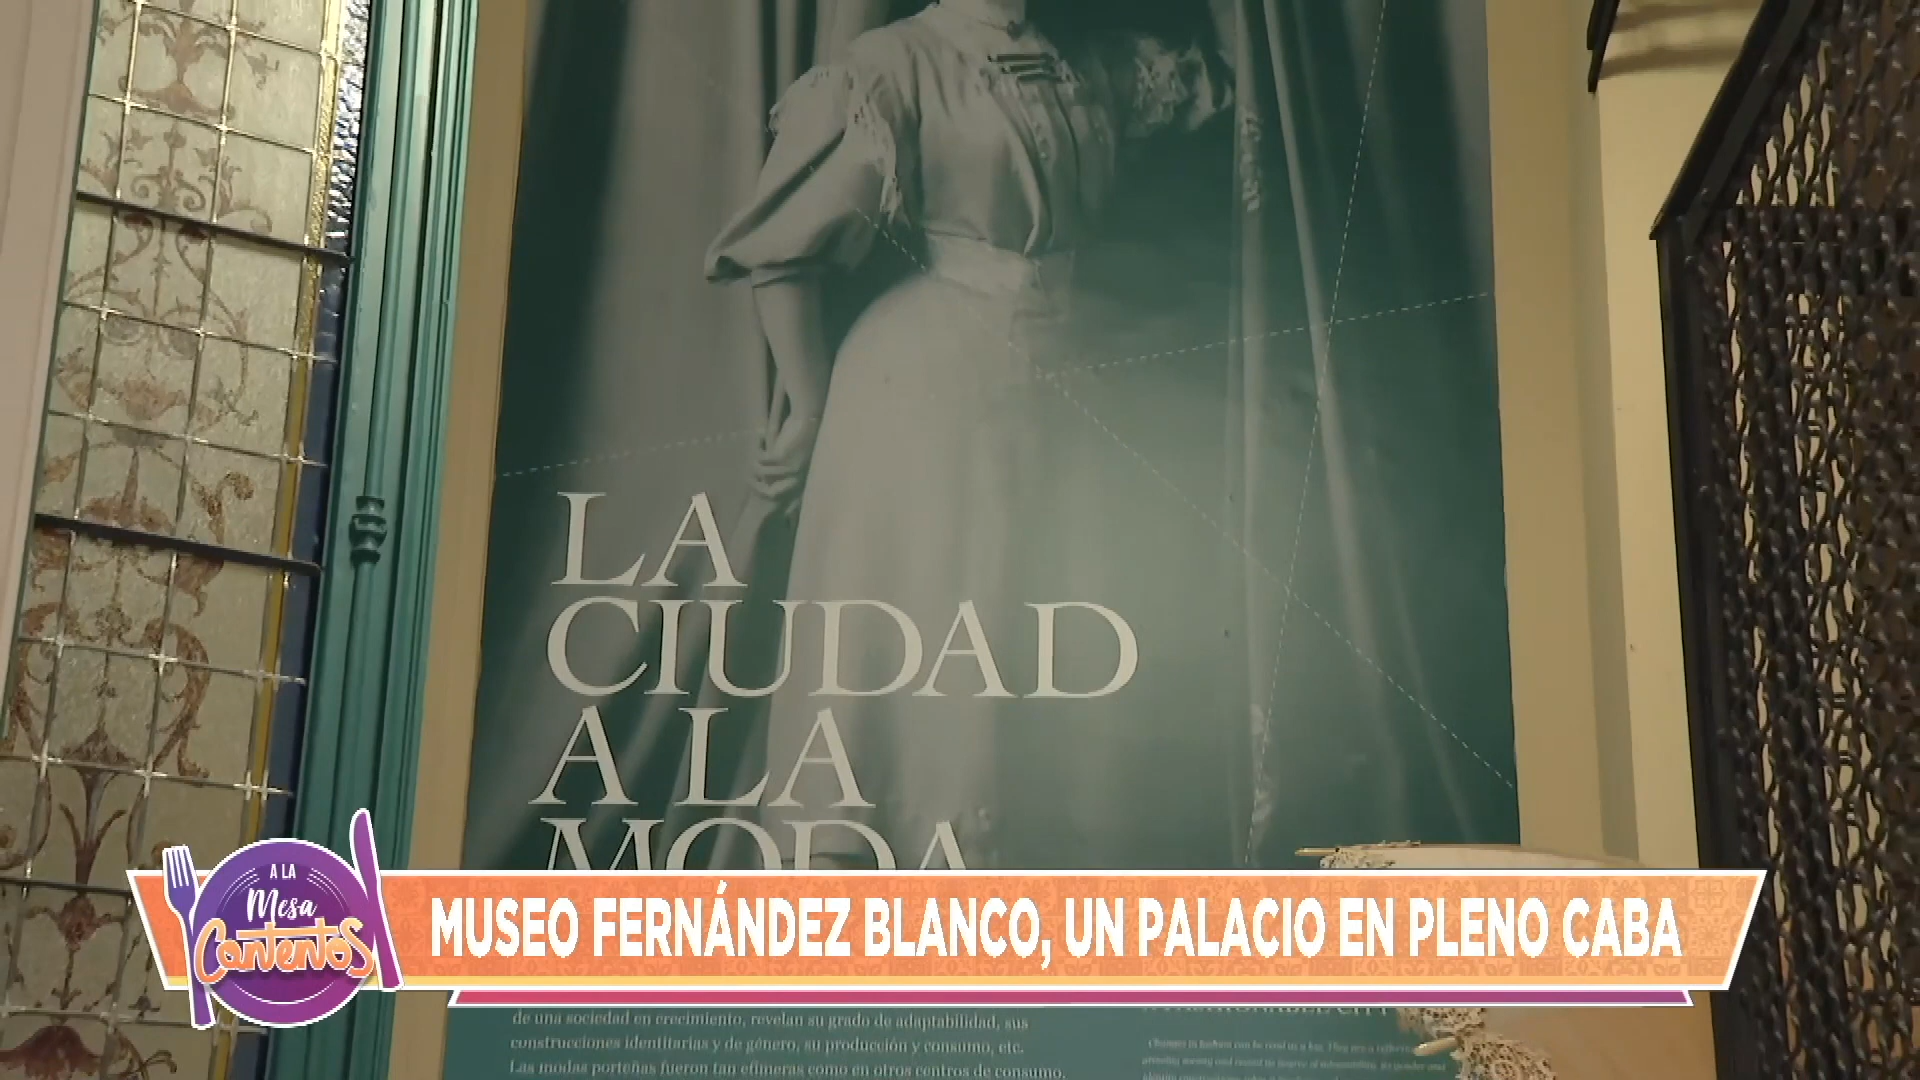 LA
CIUDAD
A LA
MODA
A LA
Mesa
Contentos
MUSEO FERNÁNDEZ BLANCO, UN PALACIO EN PLENO CABA
de una sociedad en crecimiento, revelan su grado de adaptabilidad, sus
construcciones identitarias y de género, su producción y consumo, etc.
Las modas porteñas fueron tan efímeras como en otros centros de consumo.